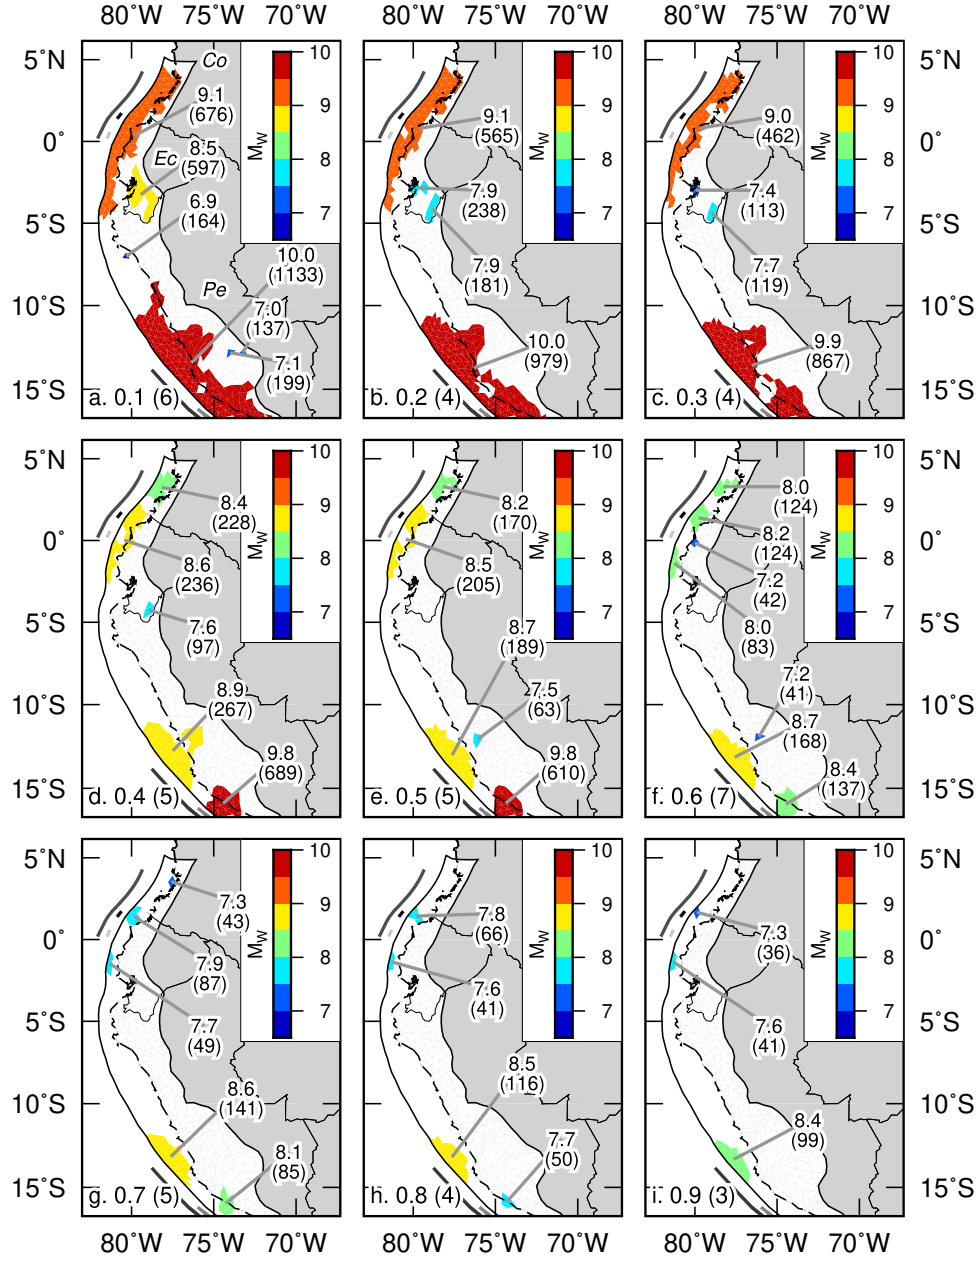 80˚W 75˚W 70˚W 80˚W 75˚W 70˚W 80˚W 75˚W 70˚W
5˚N
0˚
5˚S
10˚S
15˚S
Co
9.1
(676)
Ec
8.5
(597)
6.9
(164)
10.0
(1133)
Pe
7.0
(137)
7.1
(199)
a. 0.1 (6)
MW
10
9
8
7
9.1
(565)
7.9
(238)
7.9
(181)
10.0
(979)
b. 0.2 (4)
MW
10
9
8
7
9.0
(462)
7.4
(113)
7.7
(119)
9.9
(867)
c. 0.3 (4)
MW
10
9
8
7
5˚N
0˚
5˚S
10˚S
15˚S
5˚N
0˚
5˚S
10˚S
15˚S
8.4
(228)
8.6
(236)
7.6
(97)
8.9
(267)
9.8
(689)
d. 0.4 (5)
MW
10
9
8
7
8.2
(170)
8.5
(205)
8.7
(189)
7.5
(63)
9.8
(610)
e. 0.5 (5)
MW
10
9
8
7
8.0
(124)
8.2
(124)
7.2
(42)
8.0
(83)
7.2
(41)
8.7
(168)
8.4
(137)
f. 0.6 (7)
MW
10
9
8
7
5˚N
0˚
5˚S
10˚S
15˚S
5˚N
0˚
5˚S
10˚S
15˚S
7.3
(43)
7.9
(87)
7.7
(49)
8.6
(141)
8.1
(85)
g. 0.7 (5)
MW
10
9
8
7
7.8
(66)
7.6
(41)
8.5
(116)
7.7
(50)
h. 0.8 (4)
MW
10
9
8
7
7.3
(36)
7.6
(41)
8.4
(99)
i. 0.9 (3)
MW
10
9
8
7
5˚N
0˚
5˚S
10˚S
15˚S
80˚W 75˚W 70˚W 80˚W 75˚W 70˚W 80˚W 75˚W 70˚W